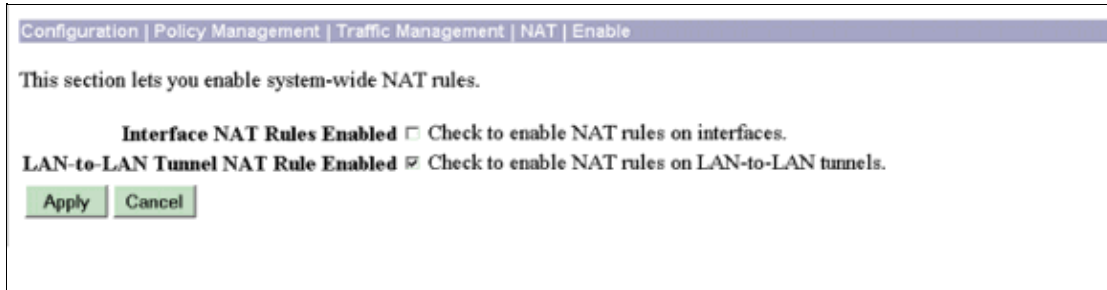 Configuration | Policy Management | Traffic Management | NAT | Enable
This section lets you enable system-wide NAT rules.
Interface NAT Rules Enabled Check to enable NAT rules on interfaces.
LAN-to-LAN Tunnel NAT Rule Enabled Check to enable NAT rules on LAN-to-LAN tunnels.
Apply Cancel